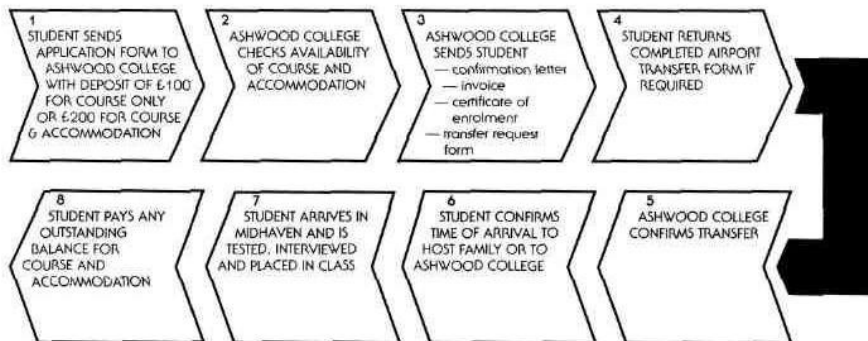 1
STUDENT SENDS
APPLICATION FORM TO
ASHWOOD COLLEGE
WITH DEPOSIT OF £100
FOR COURSE ONLY
OR £200 FOR COURSE
& ACCOMMODATION
2
ASHWOOD COLLEGE
CHECKS AVAILABILITY
OF COURSE AND
ACCOMMODATION
3
ASHWOOD COLLEGE
SENDS STUDENT
— confirmation letter
— invoice
— certificate of
enrolment
— transfer request
form
4
STUDENT RETURNS
COMPLETED AIRPORT
TRANSFER FORM IF
REQUIRED
5
ASHWOOD COLLEGE
CONFIRMS TRANSFER
6
STUDENT CONFIRMS
TIME OF ARRIVAL TO
HOST FAMILY OR TO
ASHWOOD COLLEGE
7
STUDENT ARRIVES IN
MIDHAVEN AND IS
TESTED, INTERVIEWED
AND PLACED IN CLASS
8
STUDENT PAYS ANY
OUTSTANDING
BALANCE FOR
COURSE AND
ACCOMMODATION